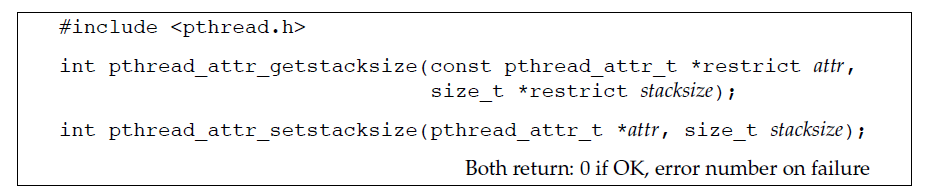 #include <pthread.h>
int pthread_attr_getstacksize(const pthread_attr_t *restrict attr,
size_t *restrict stacksize);
int pthread_attr_setstacksize(pthread_attr_t *attr, size_t stacksize);
Both return: 0 if OK, error number on failure